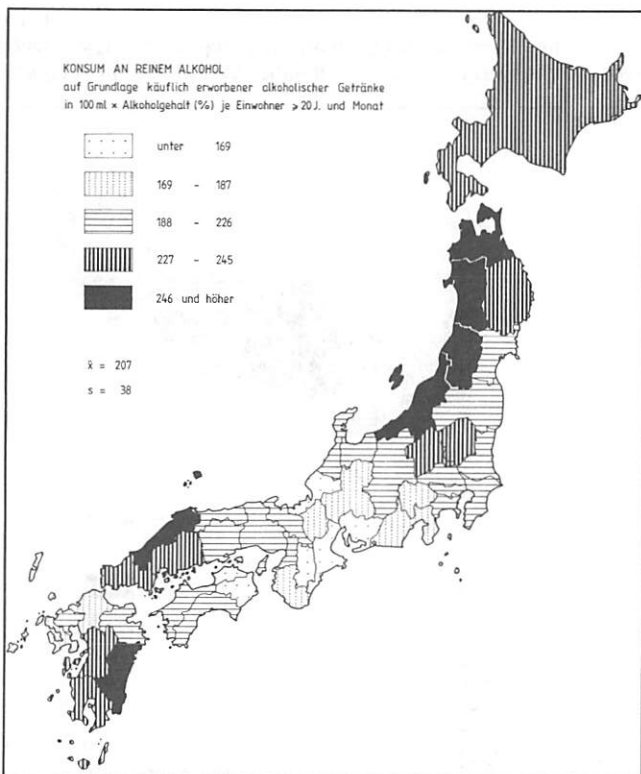 KONSUM AN REINEM ALKOHOL
auf Grundlage käuflich erworbener alkoholischer Getränke
in 100 ml × Alkoholgehalt (%) je Einwohner ⩾ 20 J. und Monat
unter 169
169 - 187
188 - 226
227 - 245
246 und höher
x̄ = 207
s = 38